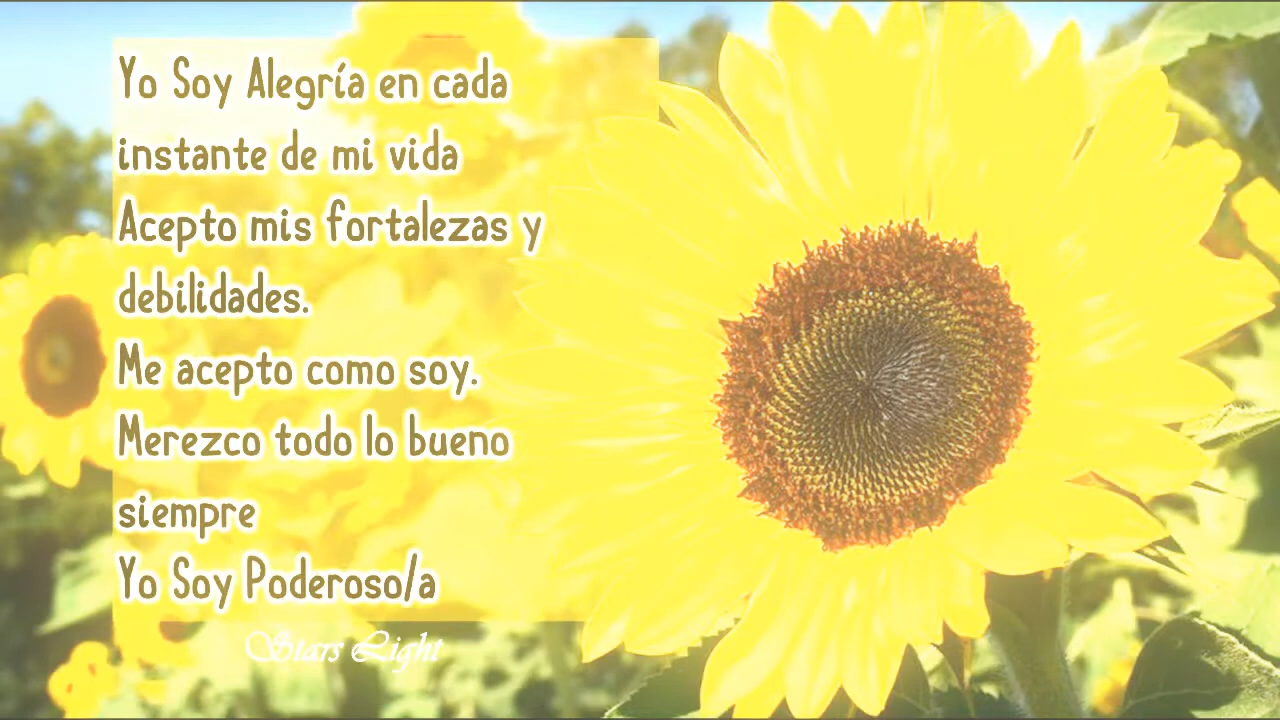 Yo Soy Alegría en cada
instante de mi vida
Acepto mis fortalezas y
debilidades.
Me acepto como soy.
Merezco todo lo bueno
siempre
Yo Soy Poderoso/a
Stars Light